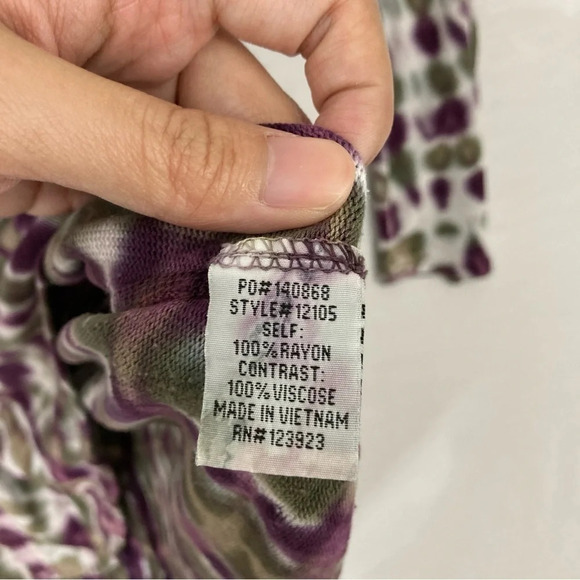 PO#140868
STYLE#12105
SELF:
100%RAYON
CONTRAST:
100%VISCOSE
MADE IN VIETNAM
RN#123923